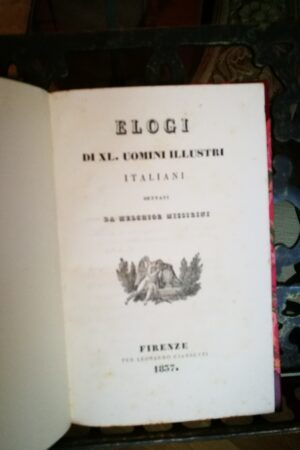 ELOGI
DI XL. UOMINI ILLUSTRI
ITALIANI
DETTATI
DA MELCHIOR MISSIRINI
FIRENZE
PER LEONARDO CIARDETTI
1837.